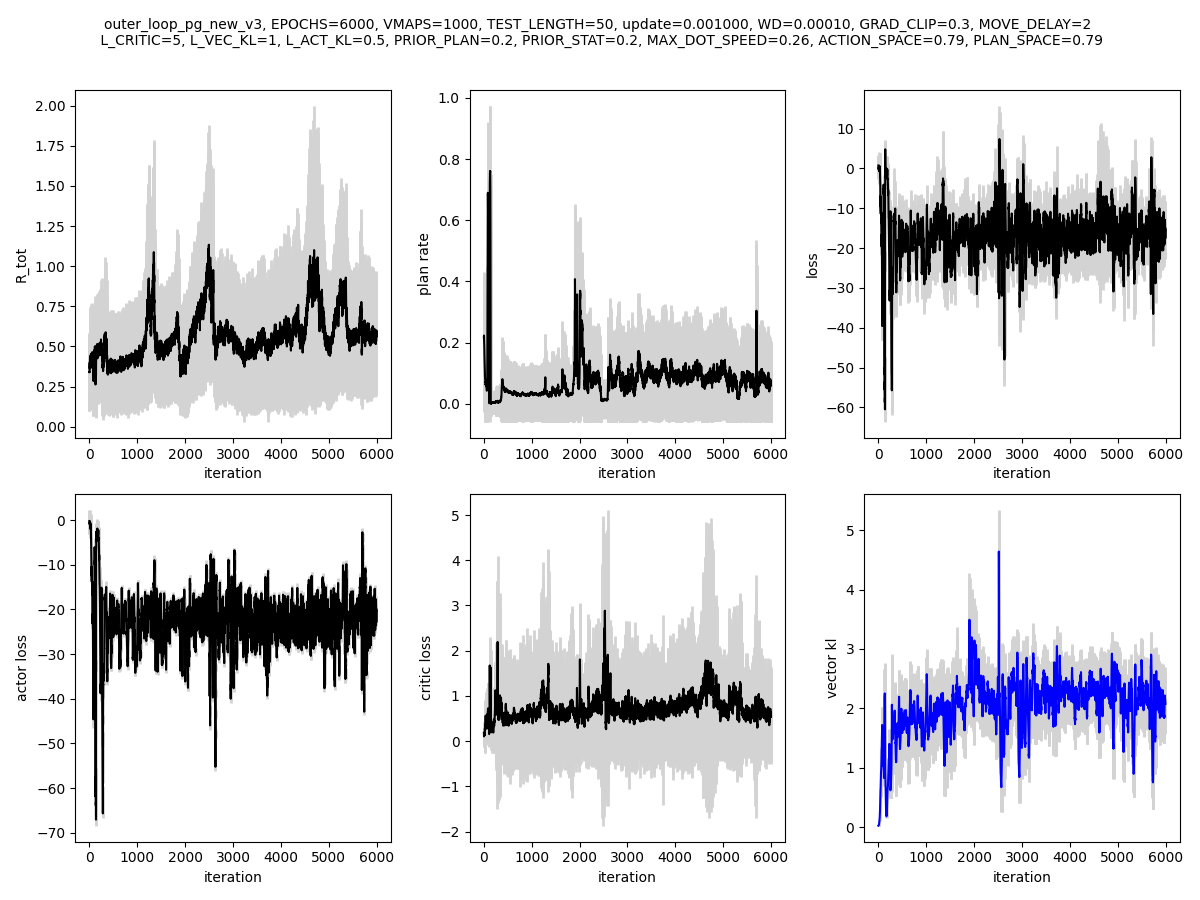 outer_loop_pg_new_v3, EPOCHS=6000, VMAPS=1000, TEST_LENGTH=50, update=0.001000, WD=0.00010, GRAD_CLIP=0.3, MOVE_DELAY=2
L_CRITIC=5, L_VEC_KL=1, L_ACT_KL=0.5, PRIOR_PLAN=0.2, PRIOR_STAT=0.2, MAX_DOT_SPEED=0.26, ACTION_SPACE=0.79, PLAN_SPACE=0.79
R_tot
2.00
1.75
1.50
1.25
1.00
0.75
0.50
0.25
0.00
0 1000 2000 3000 4000 5000 6000
iteration
plan rate
1.0
0.8
0.6
0.4
0.2
0.0
0 1000 2000 3000 4000 5000 6000
iteration
loss
10
0
−10
−20
−30
−40
−50
−60
0 1000 2000 3000 4000 5000 6000
iteration
actor loss
0
−10
−20
−30
−40
−50
−60
−70
0 1000 2000 3000 4000 5000 6000
iteration
critic loss
5
4
3
2
1
0
−1
−2
0 1000 2000 3000 4000 5000 6000
iteration
vector kl
5
4
3
2
1
0
0 1000 2000 3000 4000 5000 6000
iteration